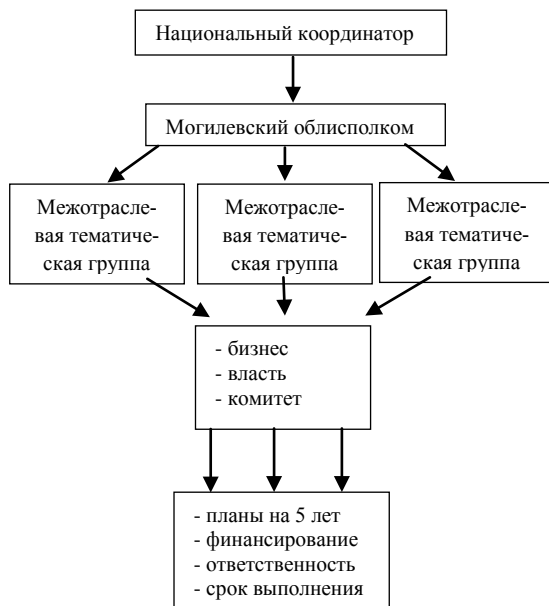 Национальный координатор
Могилевский облисполком
Межотрасле-
вая тематиче-
ская группа
Межотрасле-
вая тематиче-
ская группа
Межотрасле-
вая тематиче-
ская группа
- бизнес
- власть
- комитет
- планы на 5 лет
- финансирование
- ответственность
- срок выполнения